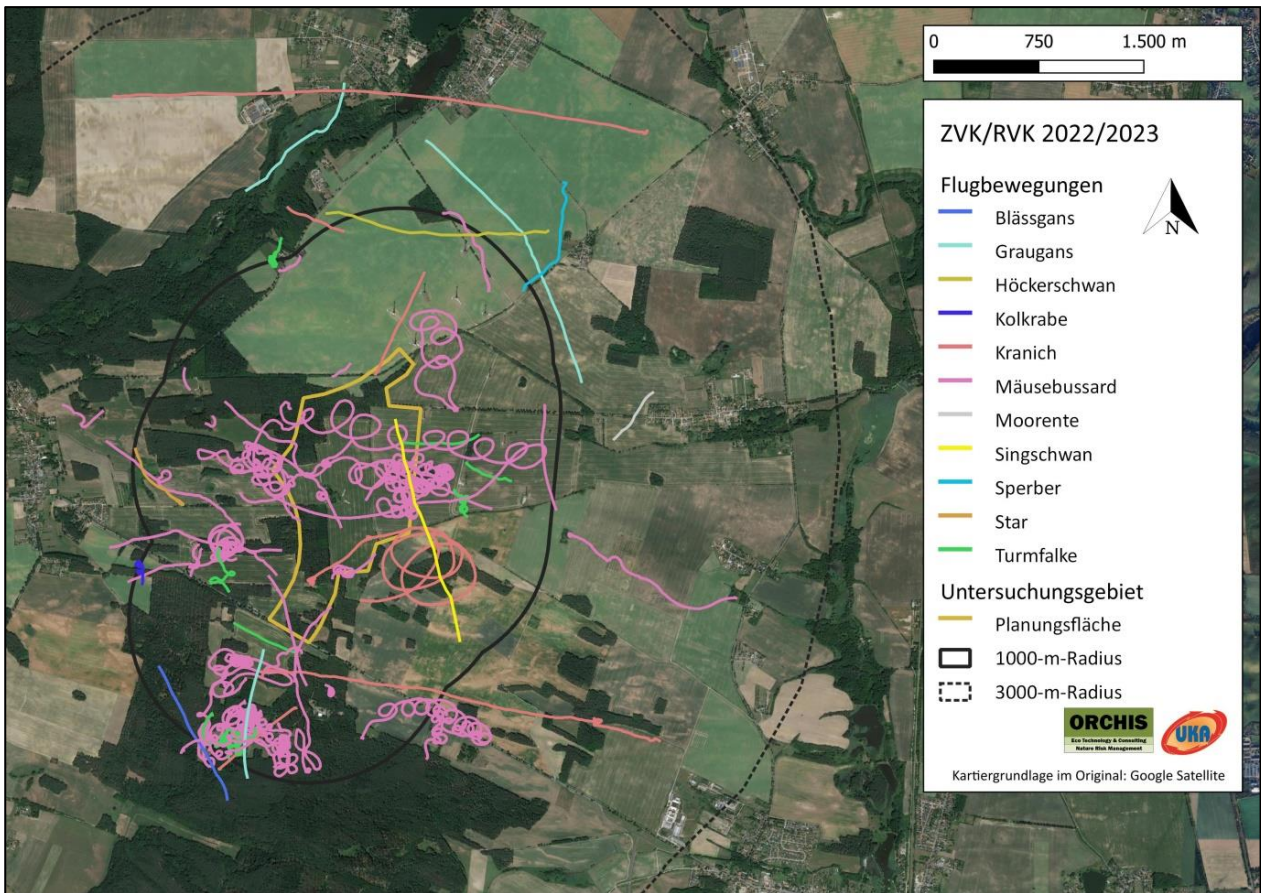 0 750 1.500 m
ZVK/RVK 2022/2023
Flugbewegungen
Blässgans
Graugans
Höckerschwan
Kolkrabe
Kranich
Mäusebussard
Moorente
Singschwan
Sperber
Star
Turmfalke
N
Untersuchungsgebiet
Planungsfläche
1000-m-Radius
3000-m-Radius
ORCHIS
Eco Technology & Consulting
Nature Risk Management
UKA
Kartiergrundlage im Original: Google Satellite